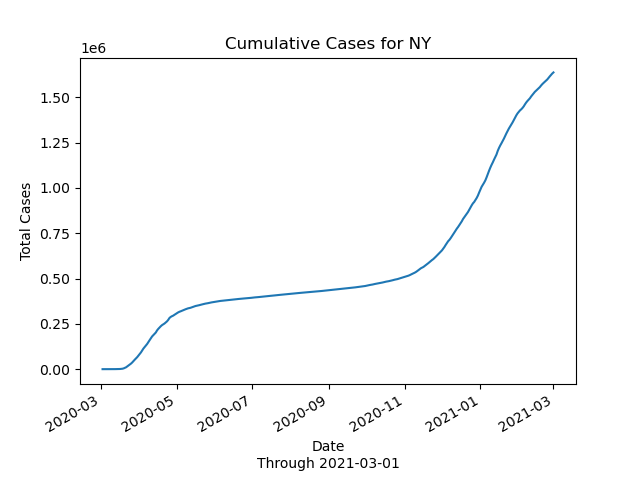 Cumulative Cases for NY
1e6
1.50
1.25
1.00
0.75
0.50
0.25
0.00
Total Cases
2020-03
2020-05
2020-07
2020-09
2020-11
2021-01
2021-03
Date
Through 2021-03-01